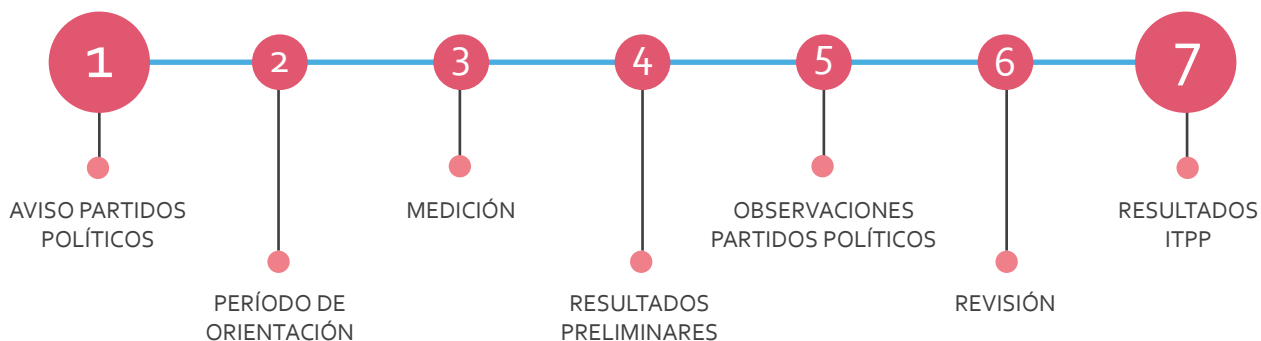 1
2
3
4
5
6
7
AVISO PARTIDOS
POLÍTICOS
PERÍODO DE
ORIENTACIÓN
MEDICIÓN
RESULTADOS
PRELIMINARES
OBSERVACIONES
PARTIDOS POLÍTICOS
REVISIÓN
RESULTADOS
ITPP